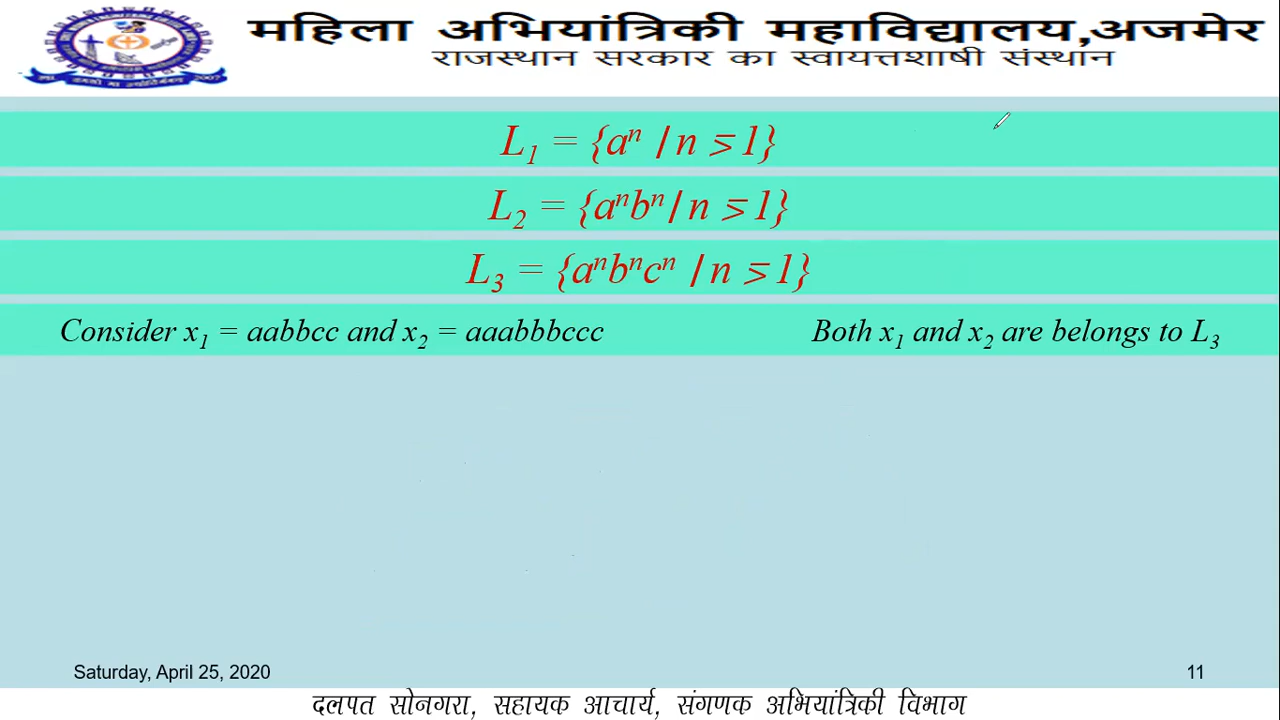 महिला अभियांत्रिकी महाविद्यालय,अजमेर
राजस्थान सरकार का स्वायत्तशाषी संस्थान
L₁ = {aⁿ / n ⋝ 1}
L₂ = {aⁿbⁿ / n ⋝ 1}
L₃ = {aⁿbⁿcⁿ / n ⋝ 1}
Consider x₁ = aabbcc and x₂ = aaabbbccc Both x₁ and x₂ are belongs to L₃
Saturday, April 25, 2020 11
दलपत सोनगरा, सहायक आचार्य, संगणक अभियांत्रिकी विभाग